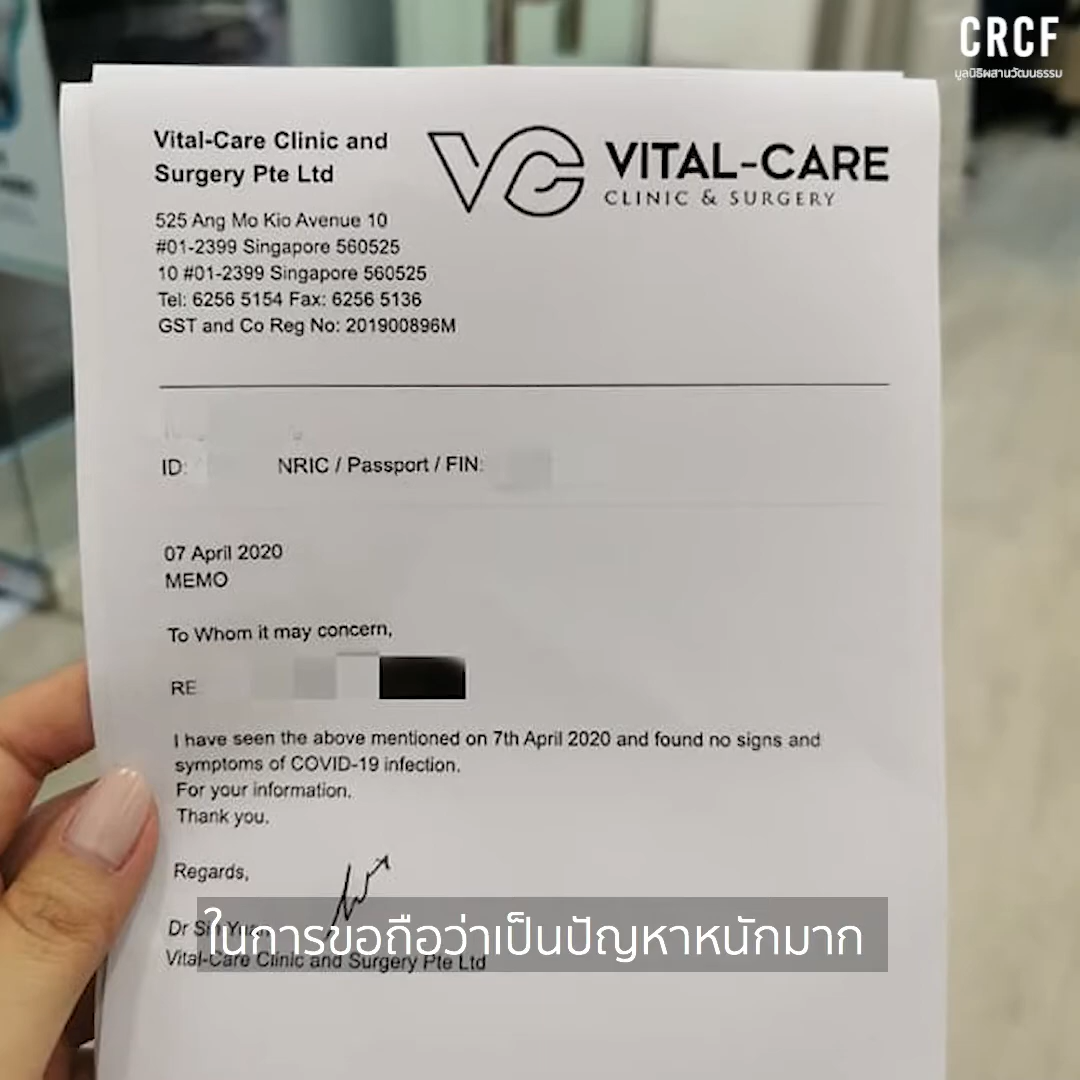 CRCF
มูลนิธิผสานวัฒนธรรม
Vital-Care Clinic and
Surgery Pte Ltd
VC VITAL-CARE
CLINIC & SURGERY
525 Ang Mo Kio Avenue 10
#01-2399 Singapore 560525
10 #01-2399 Singapore 560525
Tel: 6256 5154 Fax: 6256 5136
GST and Co Reg No: 201900896M
ID: NRIC / Passport / FIN:
07 April 2020
MEMO
To Whom it may concern,
RE
I have seen the above mentioned on 7th April 2020 and found no signs and
symptoms of COVID-19 infection.
For your information.
Thank you.
Regards,
Dr
ในการขอถือว่าเป็นปัญหาหนักมาก
Vital-Care Clinic and Surgery Pte Ltd